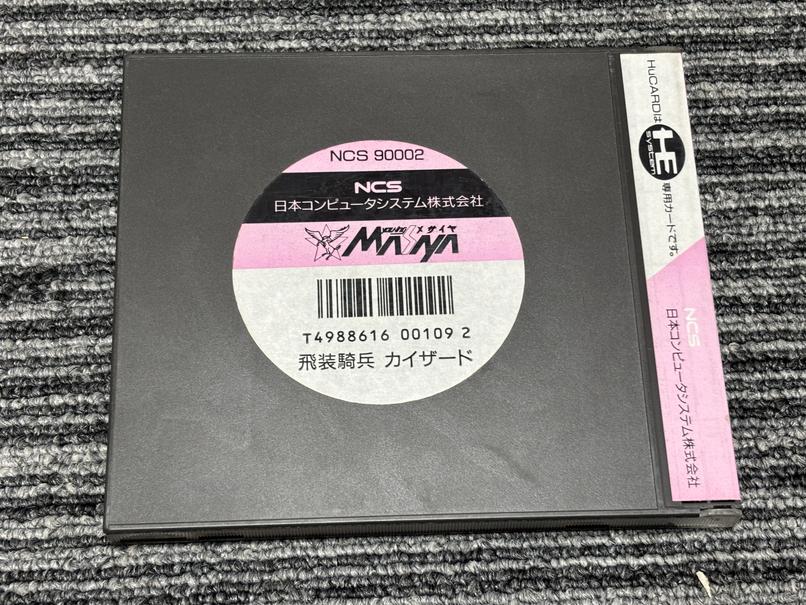 NCS 90002
NCS
日本コンピュータシステム株式会社
メサイヤ
MASAYA
T4988616 00109 2
飛装騎兵 カイザード
HuCARDは
HE
system
専用カードです。
NCS
日本コンピュータシステム株式会社